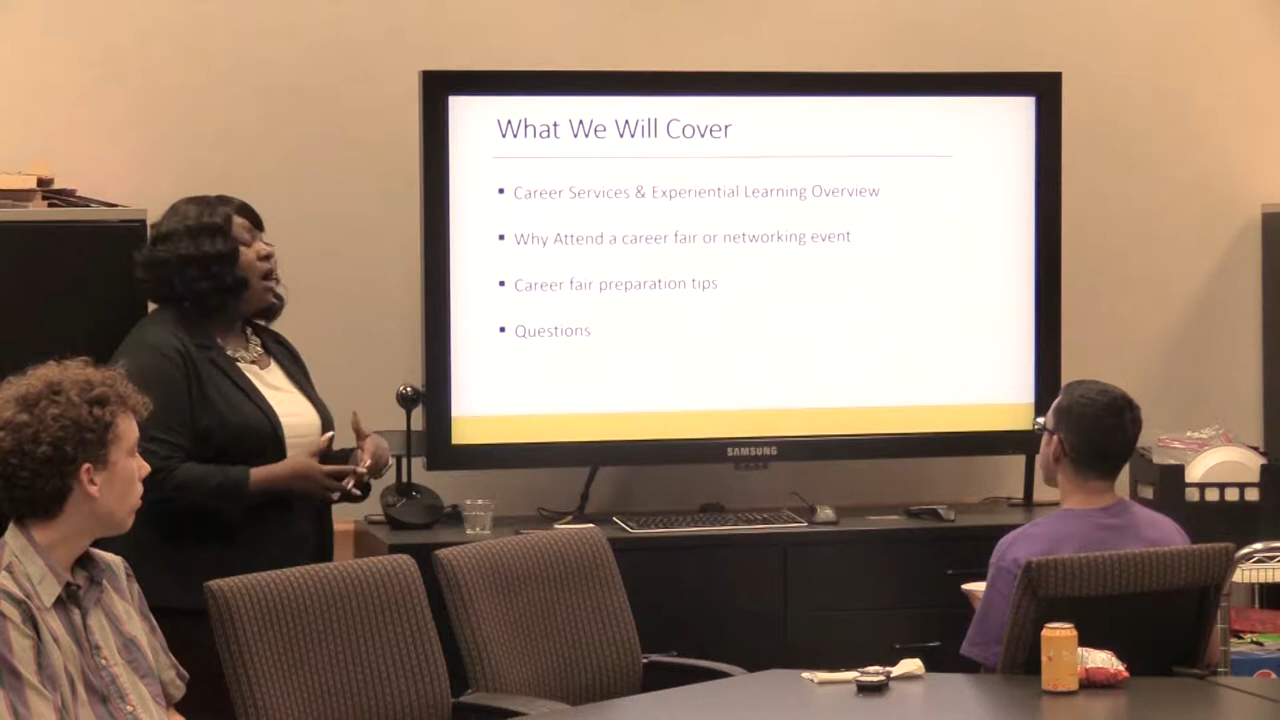 What We Will Cover
▪ Career Services & Experiential Learning Overview
▪ Why Attend a career fair or networking event
▪ Career fair preparation tips
▪ Questions
SAMSUNG